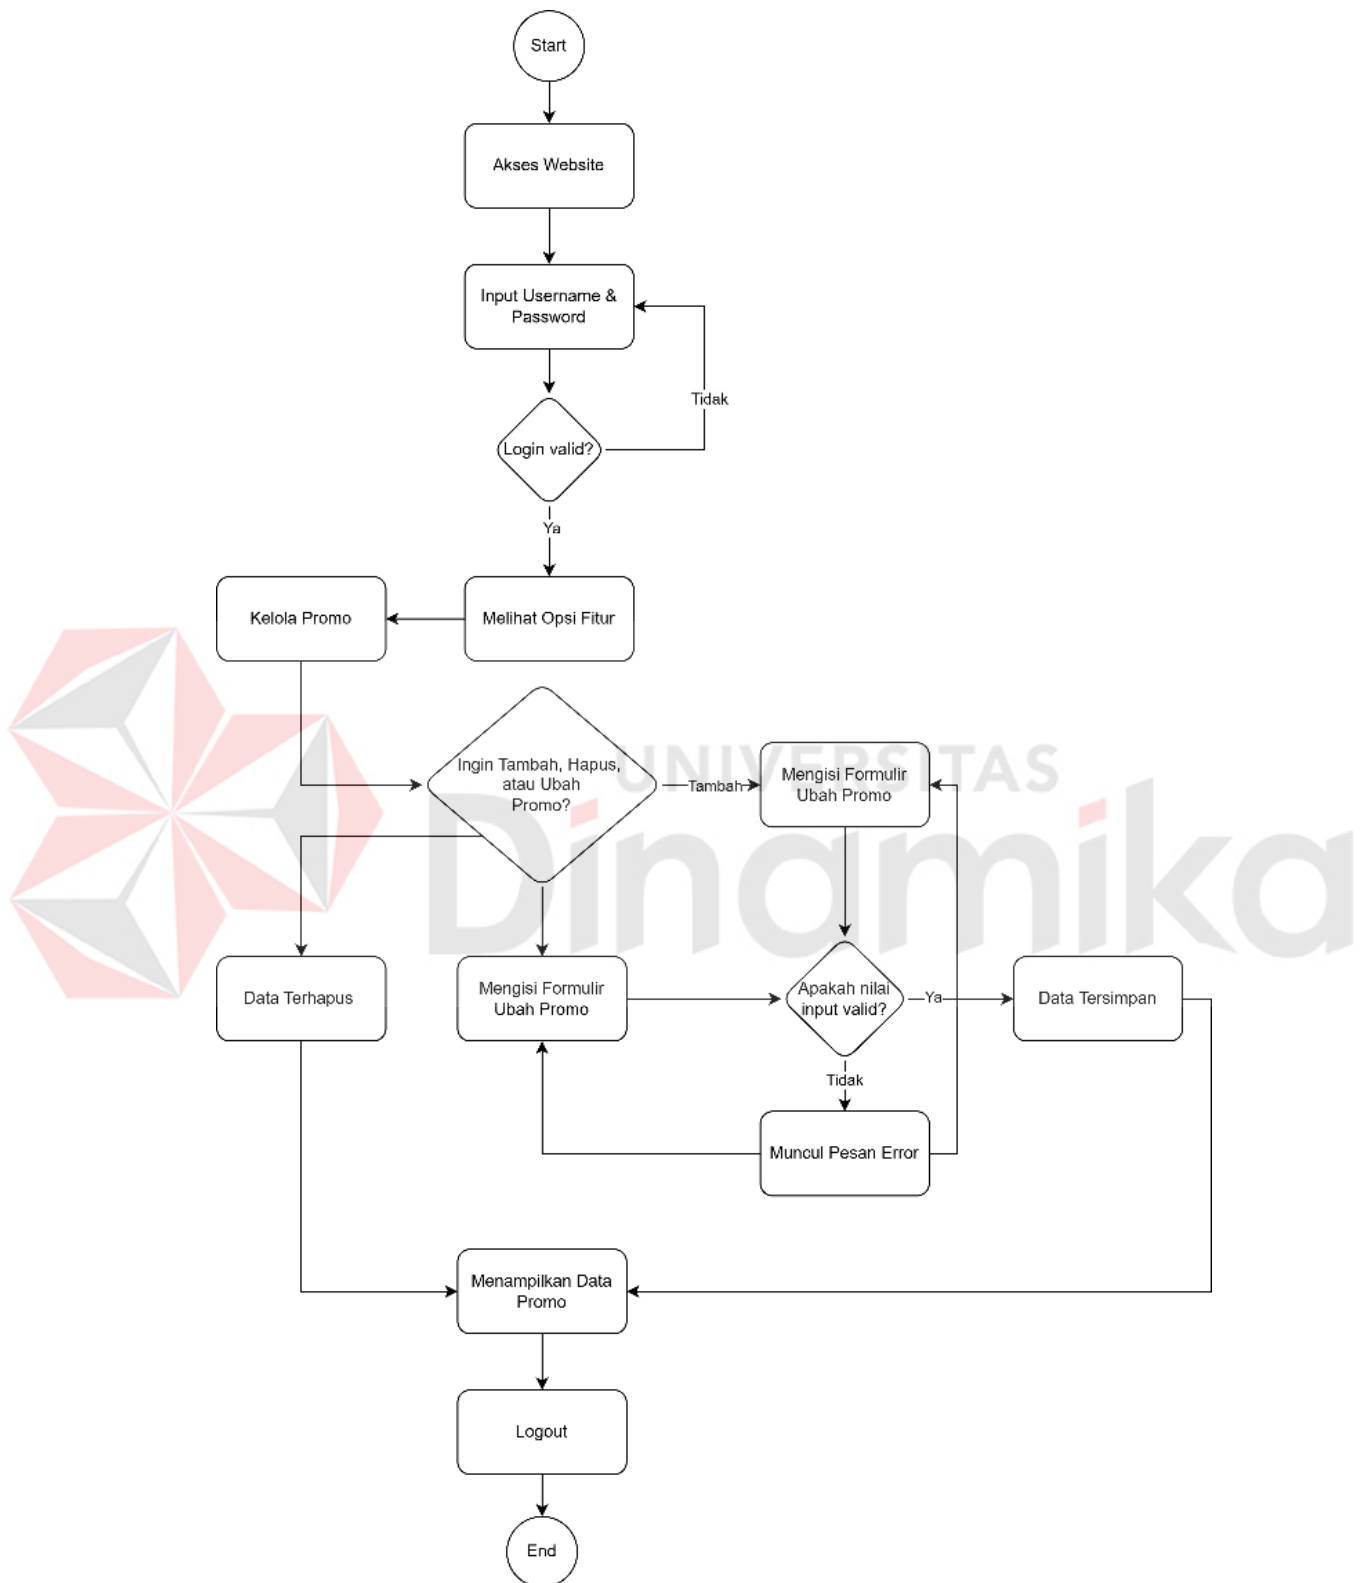 Start
Akses Website
Input Username &
Password
Tidak
Login valid?
Ya
Kelola Promo
Melihat Opsi Fitur
UNIVERSITAS
Dinamika
Ingin Tambah, Hapus,
atau Ubah
Promo?
Tambah
Mengisi Formulir
Ubah Promo
Data Terhapus
Mengisi Formulir
Ubah Promo
Apakah nilai
input valid?
Ya
Data Tersimpan
Tidak
Muncul Pesan Error
Menampilkan Data
Promo
Logout
End